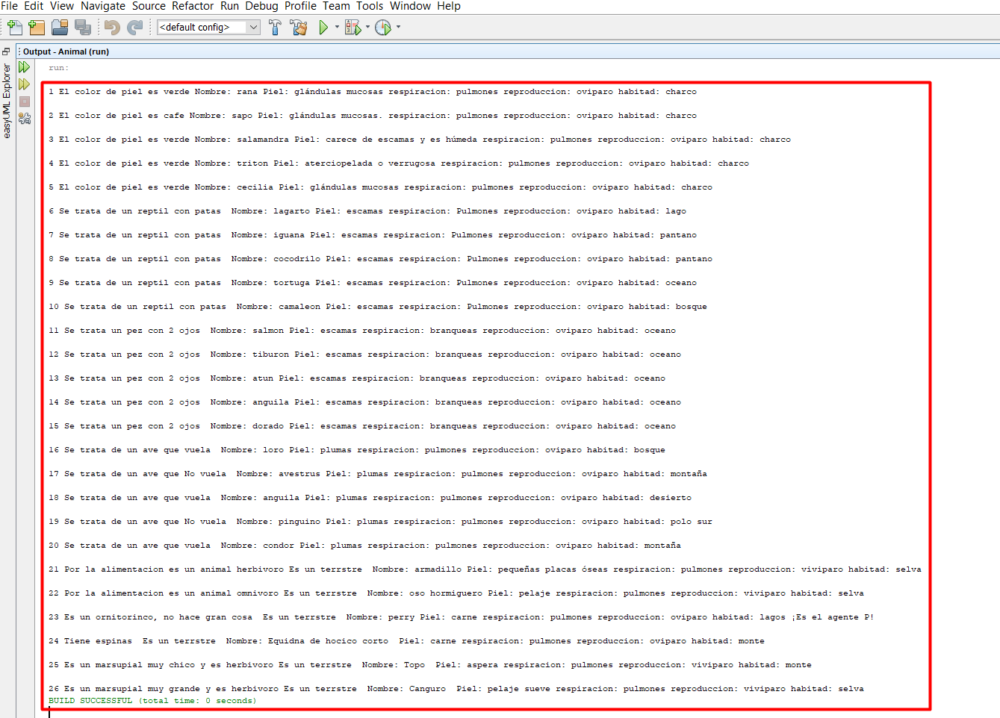 File Edit View Navigate Source Refactor Run Debug Profile Team Tools Window Help
<default config>
Output - Animal (run)
easyUML Explorer
run:
1 El color de piel es verde Nombre: rana Piel: glándulas mucosas respiracion: pulmones reproduccion: oviparo habitad: charco
2 El color de piel es cafe Nombre: sapo Piel: glándulas mucosas. respiracion: pulmones reproduccion: oviparo habitad: charco
3 El color de piel es verde Nombre: salamandra Piel: carece de escamas y es húmeda respiracion: pulmones reproduccion: oviparo habitad: charco
4 El color de piel es verde Nombre: triton Piel: aterciopelada o verrugosa respiracion: pulmones reproduccion: oviparo habitad: charco
5 El color de piel es verde Nombre: cecilia Piel: glándulas mucosas respiracion: pulmones reproduccion: oviparo habitad: charco
6 Se trata de un reptil con patas  Nombre: lagarto Piel: escamas respiracion: Pulmones reproduccion: oviparo habitad: lago
7 Se trata de un reptil con patas  Nombre: iguana Piel: escamas respiracion: Pulmones reproduccion: oviparo habitad: pantano
8 Se trata de un reptil con patas  Nombre: cocodrilo Piel: escamas respiracion: Pulmones reproduccion: oviparo habitad: pantano
9 Se trata de un reptil con patas  Nombre: tortuga Piel: escamas respiracion: Pulmones reproduccion: oviparo habitad: oceano
10 Se trata de un reptil con patas  Nombre: camaleon Piel: escamas respiracion: Pulmones reproduccion: oviparo habitad: bosque
11 Se trata un pez con 2 ojos  Nombre: salmon Piel: escamas respiracion: branqueas reproduccion: oviparo habitad: oceano
12 Se trata un pez con 2 ojos  Nombre: tiburon Piel: escamas respiracion: branqueas reproduccion: oviparo habitad: oceano
13 Se trata un pez con 2 ojos  Nombre: atun Piel: escamas respiracion: branqueas reproduccion: oviparo habitad: oceano
14 Se trata un pez con 2 ojos  Nombre: anguila Piel: escamas respiracion: branqueas reproduccion: oviparo habitad: oceano
15 Se trata un pez con 2 ojos  Nombre: dorado Piel: escamas respiracion: branqueas reproduccion: oviparo habitad: oceano
16 Se trata de un ave que vuela  Nombre: loro Piel: plumas respiracion: pulmones reproduccion: oviparo habitad: bosque
17 Se trata de un ave que No vuela  Nombre: avestrus Piel: plumas respiracion: pulmones reproduccion: oviparo habitad: montaña
18 Se trata de un ave que vuela  Nombre: anguila Piel: plumas respiracion: pulmones reproduccion: oviparo habitad: desierto
19 Se trata de un ave que No vuela  Nombre: pinguino Piel: plumas respiracion: pulmones reproduccion: oviparo habitad: polo sur
20 Se trata de un ave que vuela  Nombre: condor Piel: plumas respiracion: pulmones reproduccion: oviparo habitad: montaña
21 Por la alimentacion es un animal herbivoro Es un terrstre  Nombre: armadillo Piel: pequeñas placas óseas respiracion: pulmones reproduccion: viviparo habitad: selva
22 Por la alimentacion es un animal omnivoro Es un terrstre  Nombre: oso hormiguero Piel: pelaje respiracion: pulmones reproduccion: viviparo habitad: selva
23 Es un ornitorinco, no hace gran cosa  Es un terrstre  Nombre: perry Piel: carne respiracion: pulmones reproduccion: oviparo habitad: lagos ¡Es el agente P!
24 Tiene espinas  Es un terrstre  Nombre: Equidna de hocico corto  Piel: carne respiracion: pulmones reproduccion: oviparo habitad: monte
25 Es un marsupial muy chico y es herbivoro Es un terrstre  Nombre: Topo  Piel: aspera respiracion: pulmones reproduccion: viviparo habitad: monte
26 Es un marsupial muy grande y es herbivoro Es un terrstre  Nombre: Canguro  Piel: pelaje sueve respiracion: pulmones reproduccion: viviparo habitad: selva
BUILD SUCCESSFUL (total time: 0 seconds)